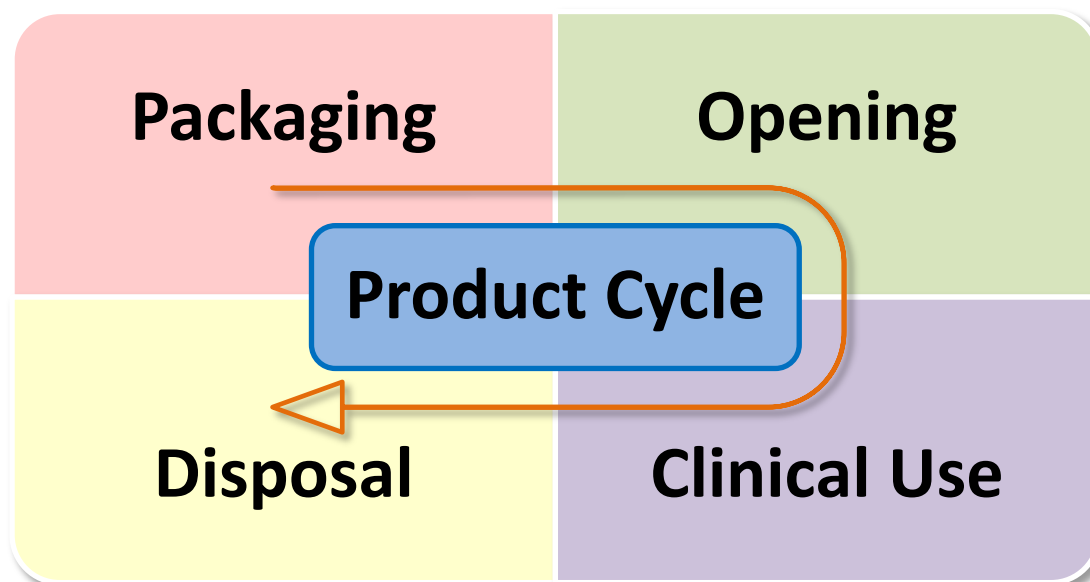 Packaging
Opening
Product Cycle
Disposal
Clinical Use